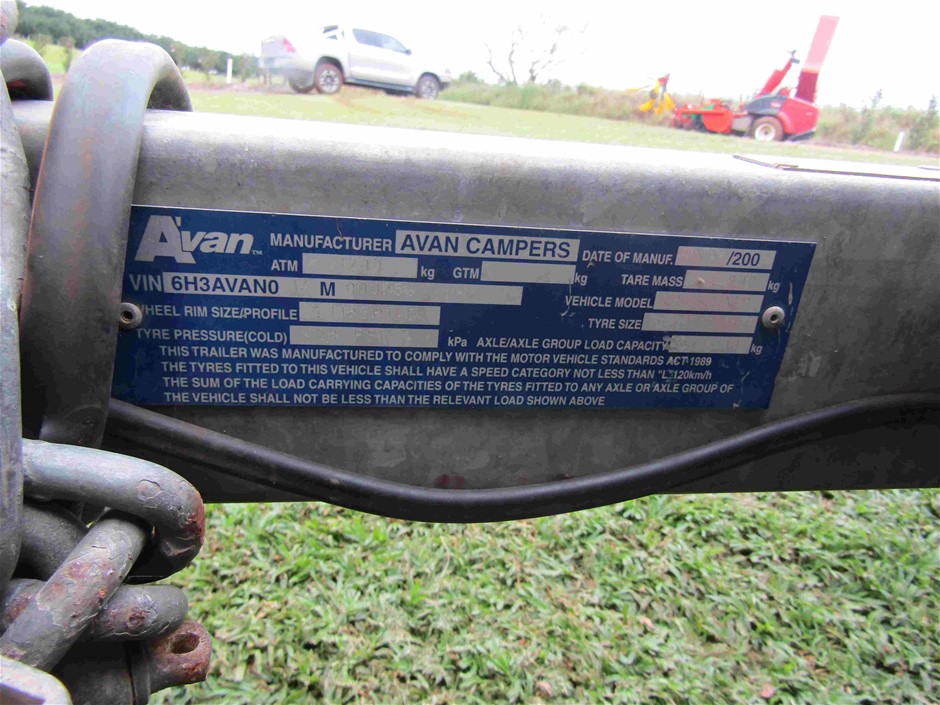 Avan™
MANUFACTURER AVAN CAMPERS
DATE OF MANUF. /200
ATM kg GTM kg
TARE MASS kg
VIN 6H3AVAN0 M
VEHICLE MODEL
WHEEL RIM SIZE/PROFILE
TYRE SIZE
TYRE PRESSURE(COLD) kPa AXLE/AXLE GROUP LOAD CAPACITY kg
THIS TRAILER WAS MANUFACTURED TO COMPLY WITH THE MOTOR VEHICLE STANDARDS ACT 1989
THE TYRES FITTED TO THIS VEHICLE SHALL HAVE A SPEED CATEGORY NOT LESS THAN "L" 120km/h
THE SUM OF THE LOAD CARRYING CAPACITIES OF THE TYRES FITTED TO ANY AXLE OR AXLE GROUP OF
THE VEHICLE SHALL NOT BE LESS THAN THE RELEVANT LOAD SHOWN ABOVE